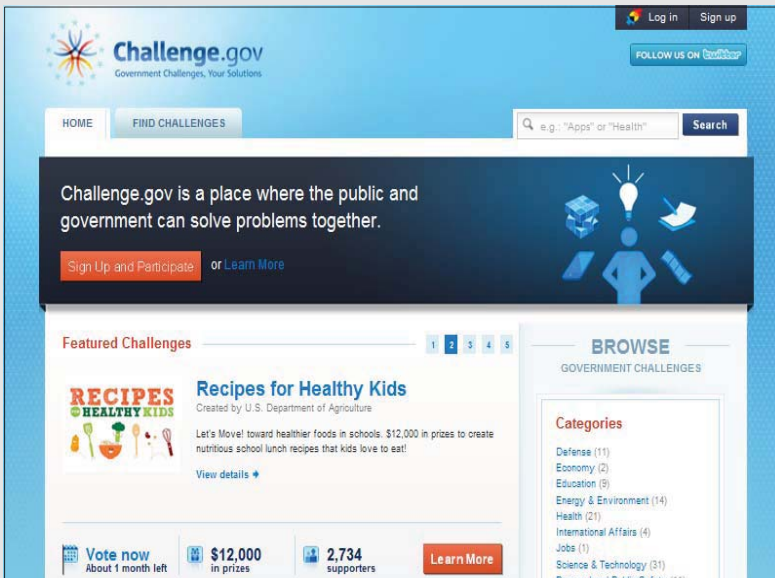 Log in Sign up
Challenge.gov
Government Challenges, Your Solutions
FOLLOW US ON twitter
HOME FIND CHALLENGES
e.g.: "Apps" or "Health" Search
Challenge.gov is a place where the public and
government can solve problems together.
Sign Up and Participate or Learn More
Featured Challenges 1 2 3 4 5
RECIPES
HEALTHY KIDS
Recipes for Healthy Kids
Created by U.S. Department of Agriculture
Let's Move! toward healthier foods in schools. $12,000 in prizes to create
nutritious school lunch recipes that kids love to eat!
View details
Vote now
About 1 month left
$12,000
in prizes
2,734
supporters
Learn More
BROWSE
GOVERNMENT CHALLENGES
Categories
Defense (11)
Economy (2)
Education (9)
Energy & Environment (14)
Health (21)
International Affairs (4)
Jobs (1)
Science & Technology (31)